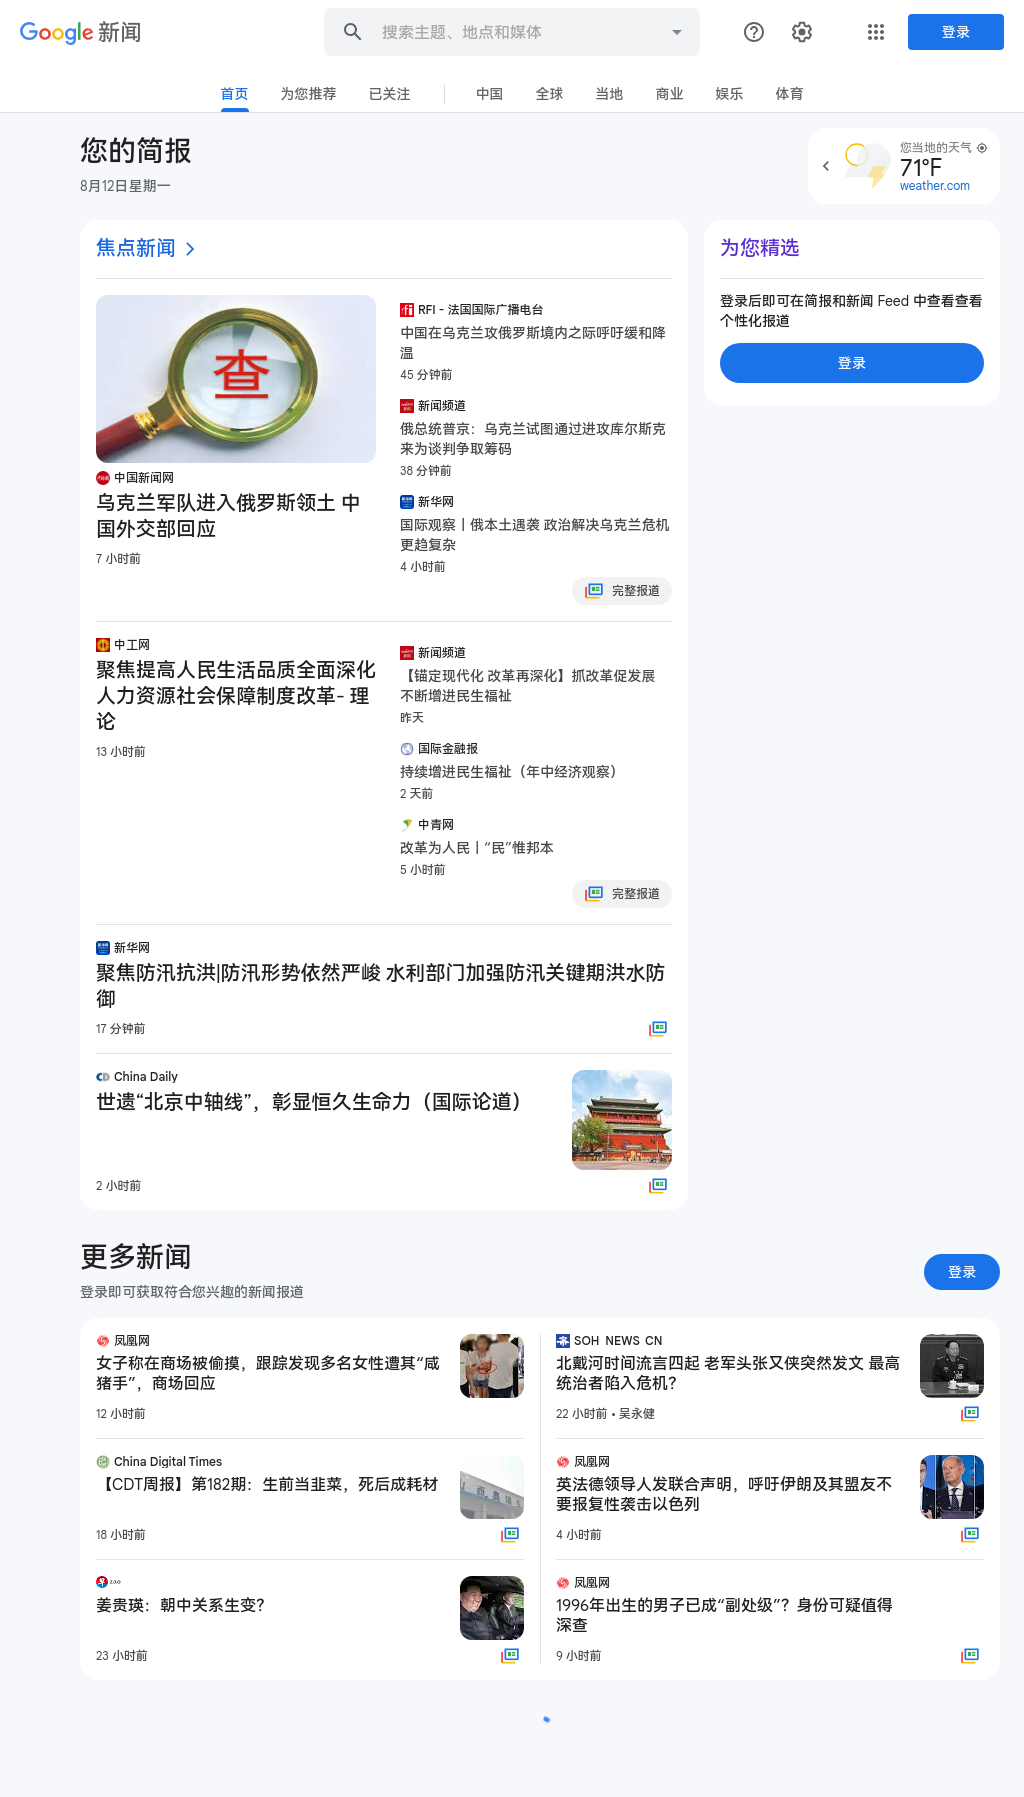 Google 新闻
搜索主题、地点和媒体
登录
首页
为您推荐
已关注
中国
全球
当地
商业
娱乐
体育
您的简报
8月12日星期一
您当地的天气
71°F
weather.com
焦点新闻
查
中国新闻网
乌克兰军队进入俄罗斯领土 中
国外交部回应
7 小时前
RFI - 法国国际广播电台
中国在乌克兰攻俄罗斯境内之际呼吁缓和降
温
45 分钟前
新闻频道
俄总统普京：乌克兰试图通过进攻库尔斯克
来为谈判争取筹码
38 分钟前
新华网
国际观察丨俄本土遇袭 政治解决乌克兰危机
更趋复杂
4 小时前
完整报道
中工网
聚焦提高人民生活品质全面深化
人力资源社会保障制度改革- 理
论
13 小时前
新闻频道
【锚定现代化 改革再深化】抓改革促发展
不断增进民生福祉
昨天
国际金融报
持续增进民生福祉（年中经济观察）
2 天前
中青网
改革为人民丨“民”惟邦本
5 小时前
完整报道
新华网
聚焦防汛抗洪|防汛形势依然严峻 水利部门加强防汛关键期洪水防
御
17 分钟前
China Daily
世遗“北京中轴线”，彰显恒久生命力（国际论道）
2 小时前
为您精选
登录后即可在简报和新闻 Feed 中查看查看
个性化报道
登录
更多新闻
登录即可获取符合您兴趣的新闻报道
登录
凤凰网
女子称在商场被偷摸，跟踪发现多名女性遭其“咸
猪手”，商场回应
12 小时前
SOH NEWS CN
北戴河时间流言四起 老军头张又侠突然发文 最高
统治者陷入危机？
22 小时前 • 吴永健
China Digital Times
【CDT周报】第182期：生前当韭菜，死后成耗材
18 小时前
凤凰网
英法德领导人发联合声明，呼吁伊朗及其盟友不
要报复性袭击以色列
4 小时前
姜贵瑛：朝中关系生变？
23 小时前
凤凰网
1996年出生的男子已成“副处级”？身份可疑值得
深查
9 小时前